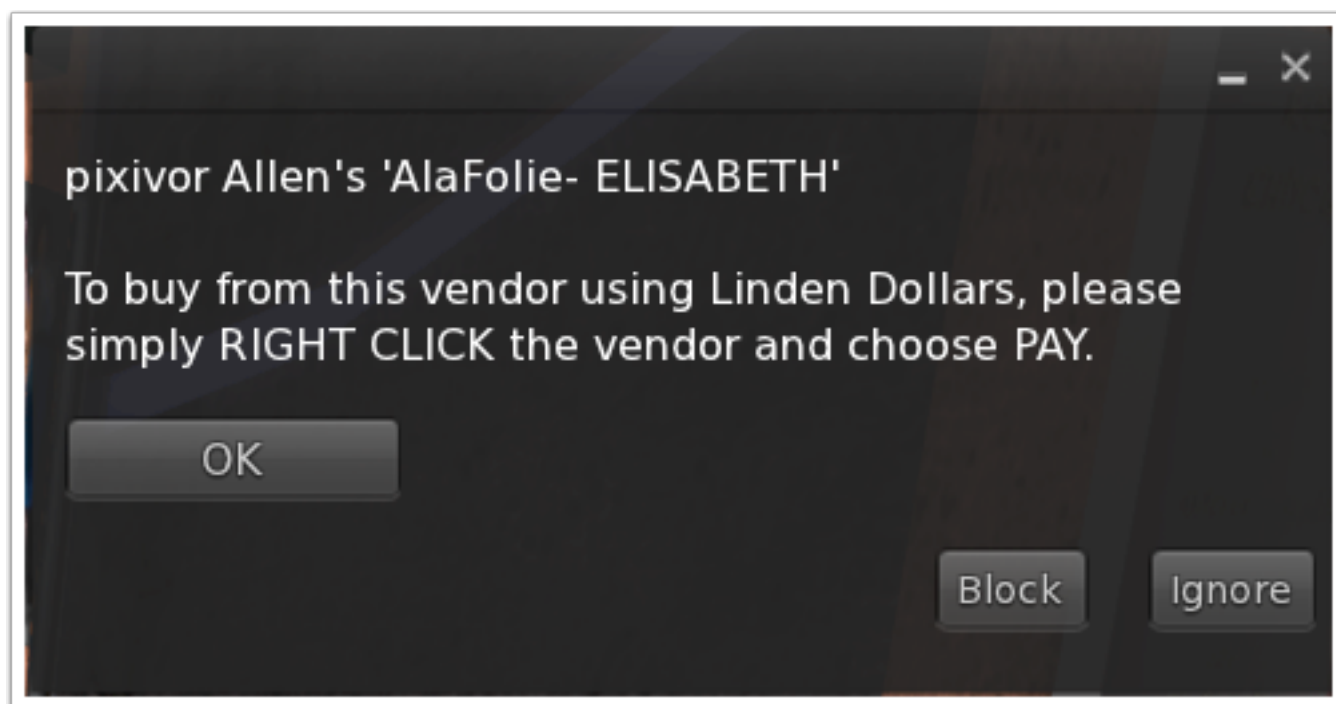 pixivor Allen's 'AlaFolie- ELISABETH'
To buy from this vendor using Linden Dollars, please
simply RIGHT CLICK the vendor and choose PAY.
OK
Block
Ignore